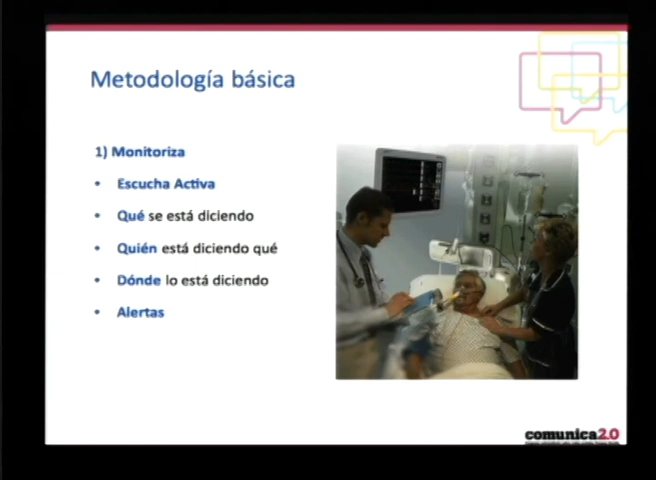 Metodología básica
1) Monitoriza
• Escucha Activa
• Qué se está diciendo
• Quién está diciendo qué
• Dónde lo está diciendo
• Alertas
comunica2.0